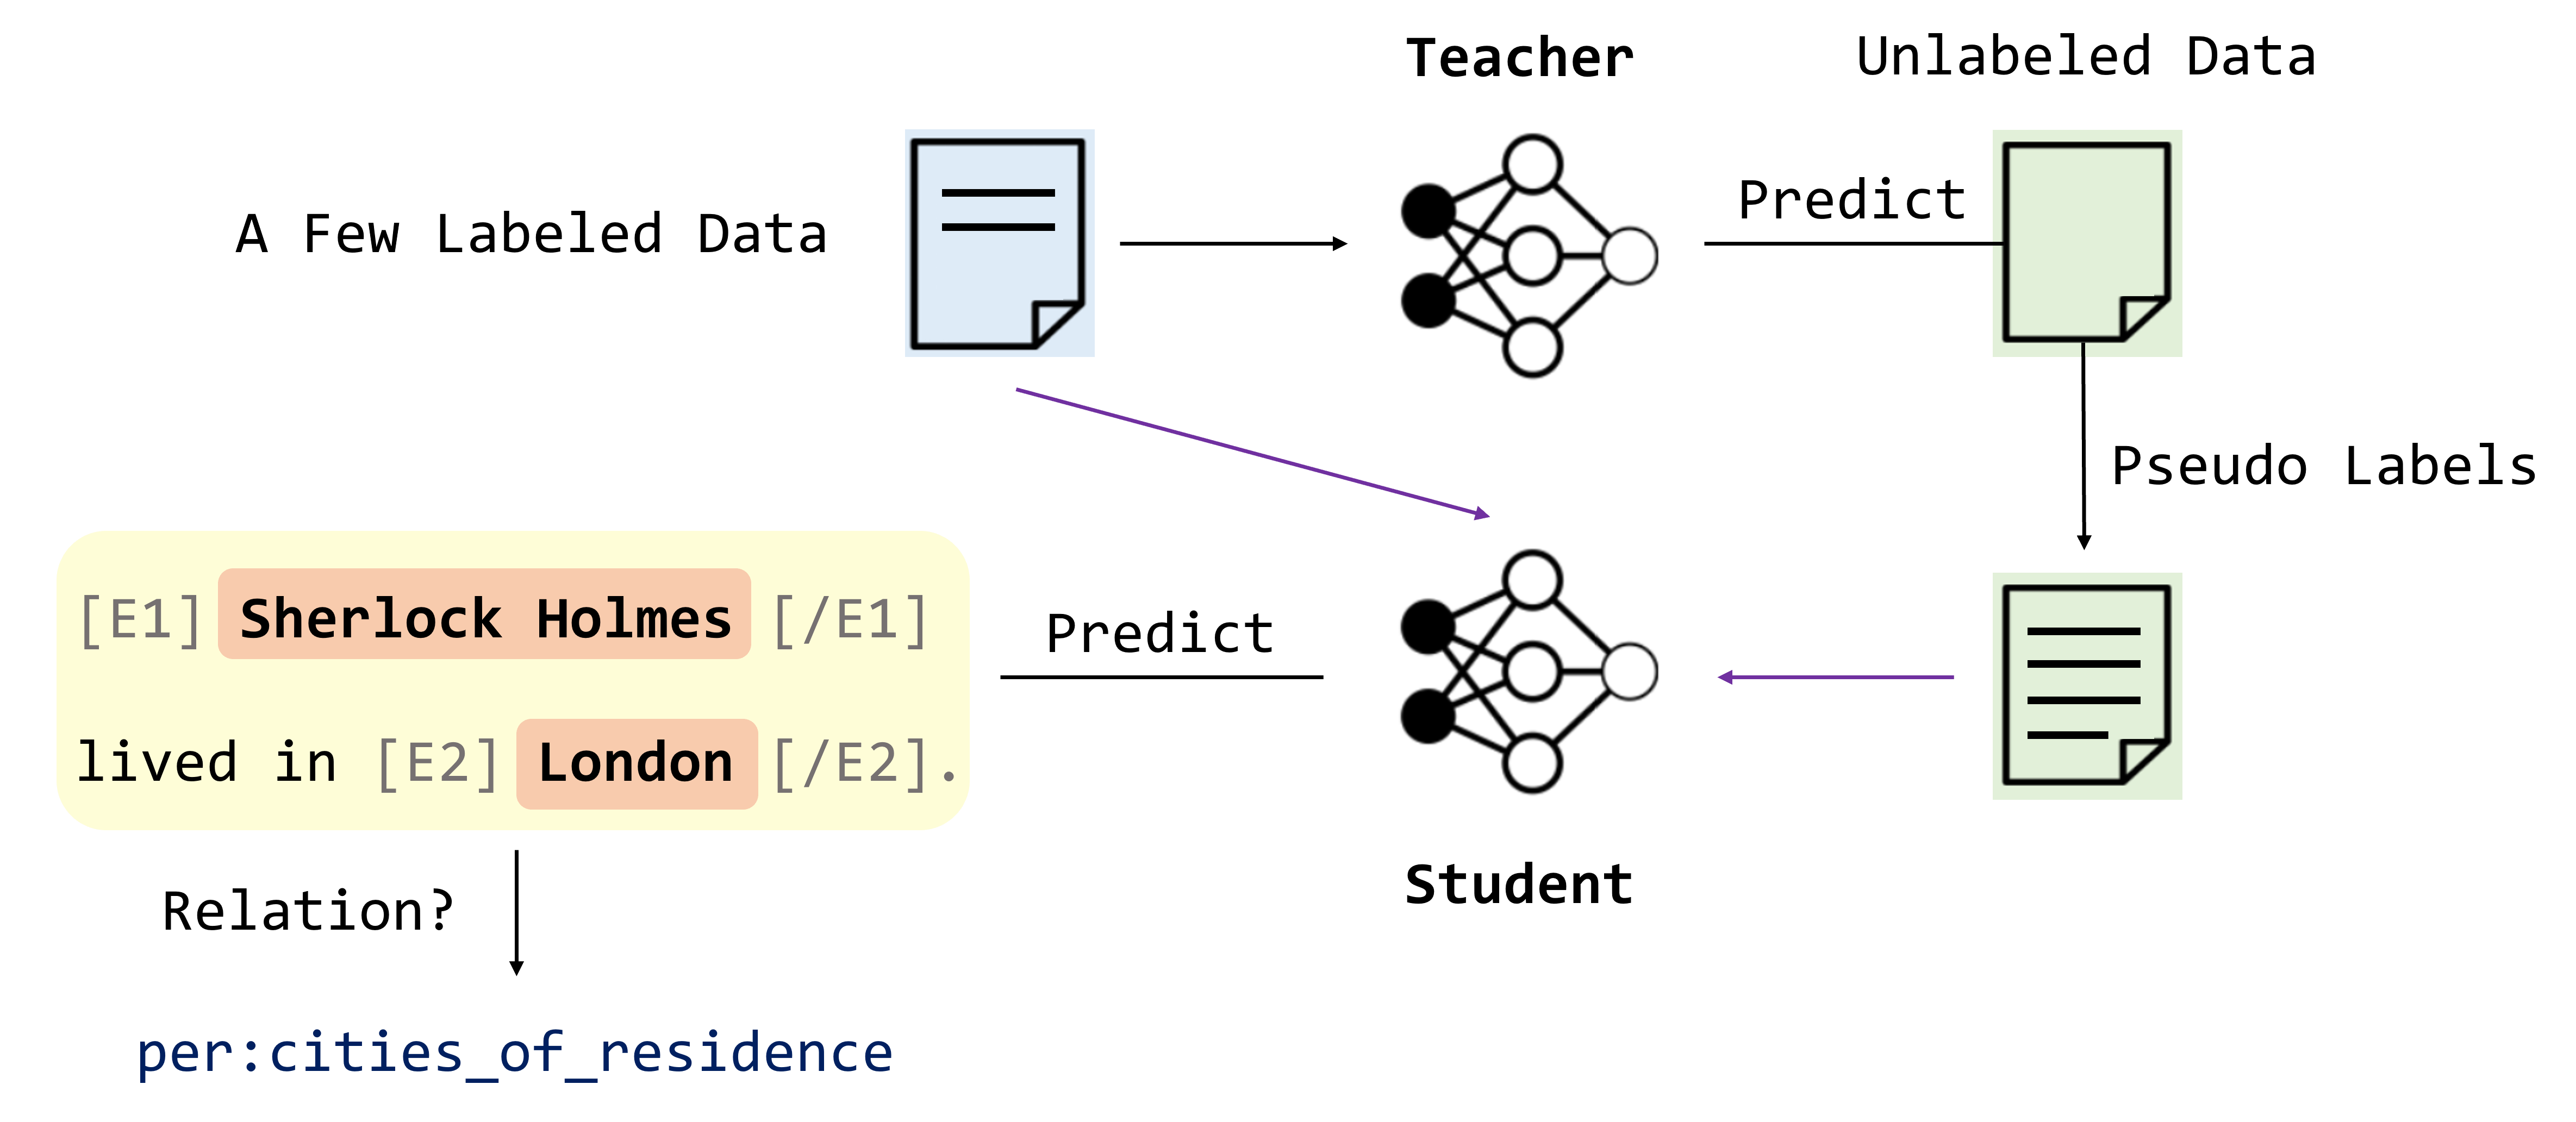 Teacher
Unlabeled Data
A Few Labeled Data
Predict
Pseudo Labels
[E1] Sherlock Holmes [/E1]
lived in [E2] London [/E2].
Predict
Student
Relation?
per:cities_of_residence